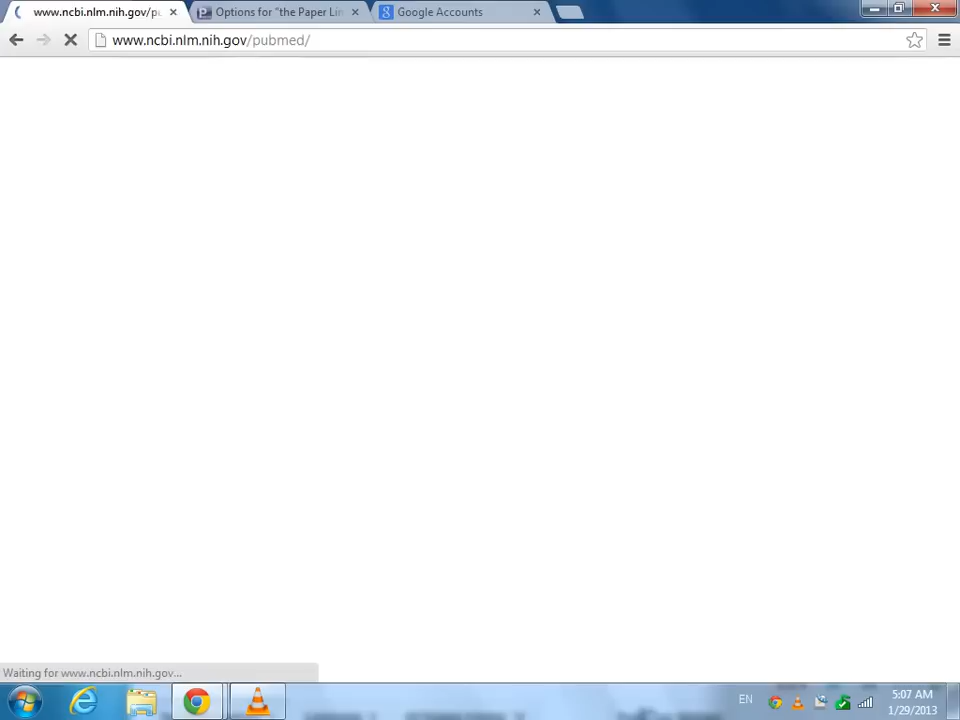 www.ncbi.nlm.nih.gov/pu
Options for "the Paper Lin
Google Accounts
www.ncbi.nlm.nih.gov/pubmed/
Waiting for www.ncbi.nlm.nih.gov...
EN
5:07 AM
1/29/2013